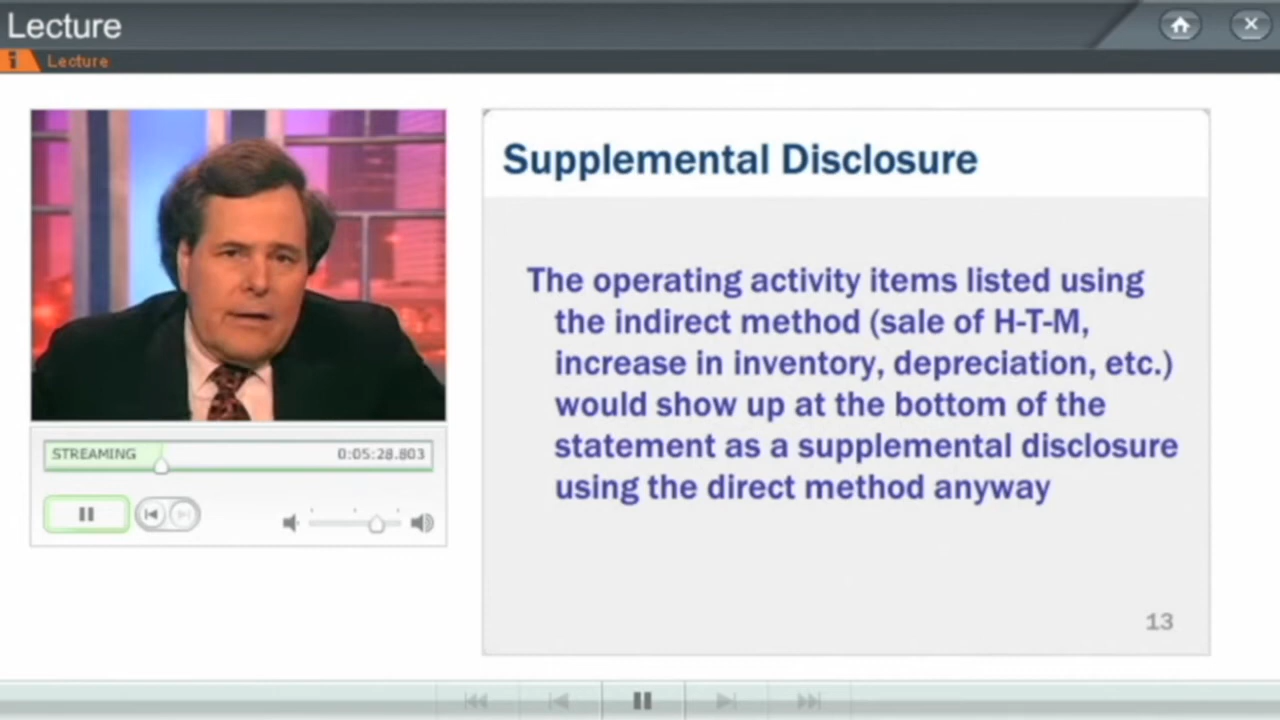 Lecture
i Lecture
Supplemental Disclosure
The operating activity items listed using
the indirect method (sale of H-T-M,
increase in inventory, depreciation, etc.)
would show up at the bottom of the
statement as a supplemental disclosure
using the direct method anyway
STREAMING 0:05:28.803
13